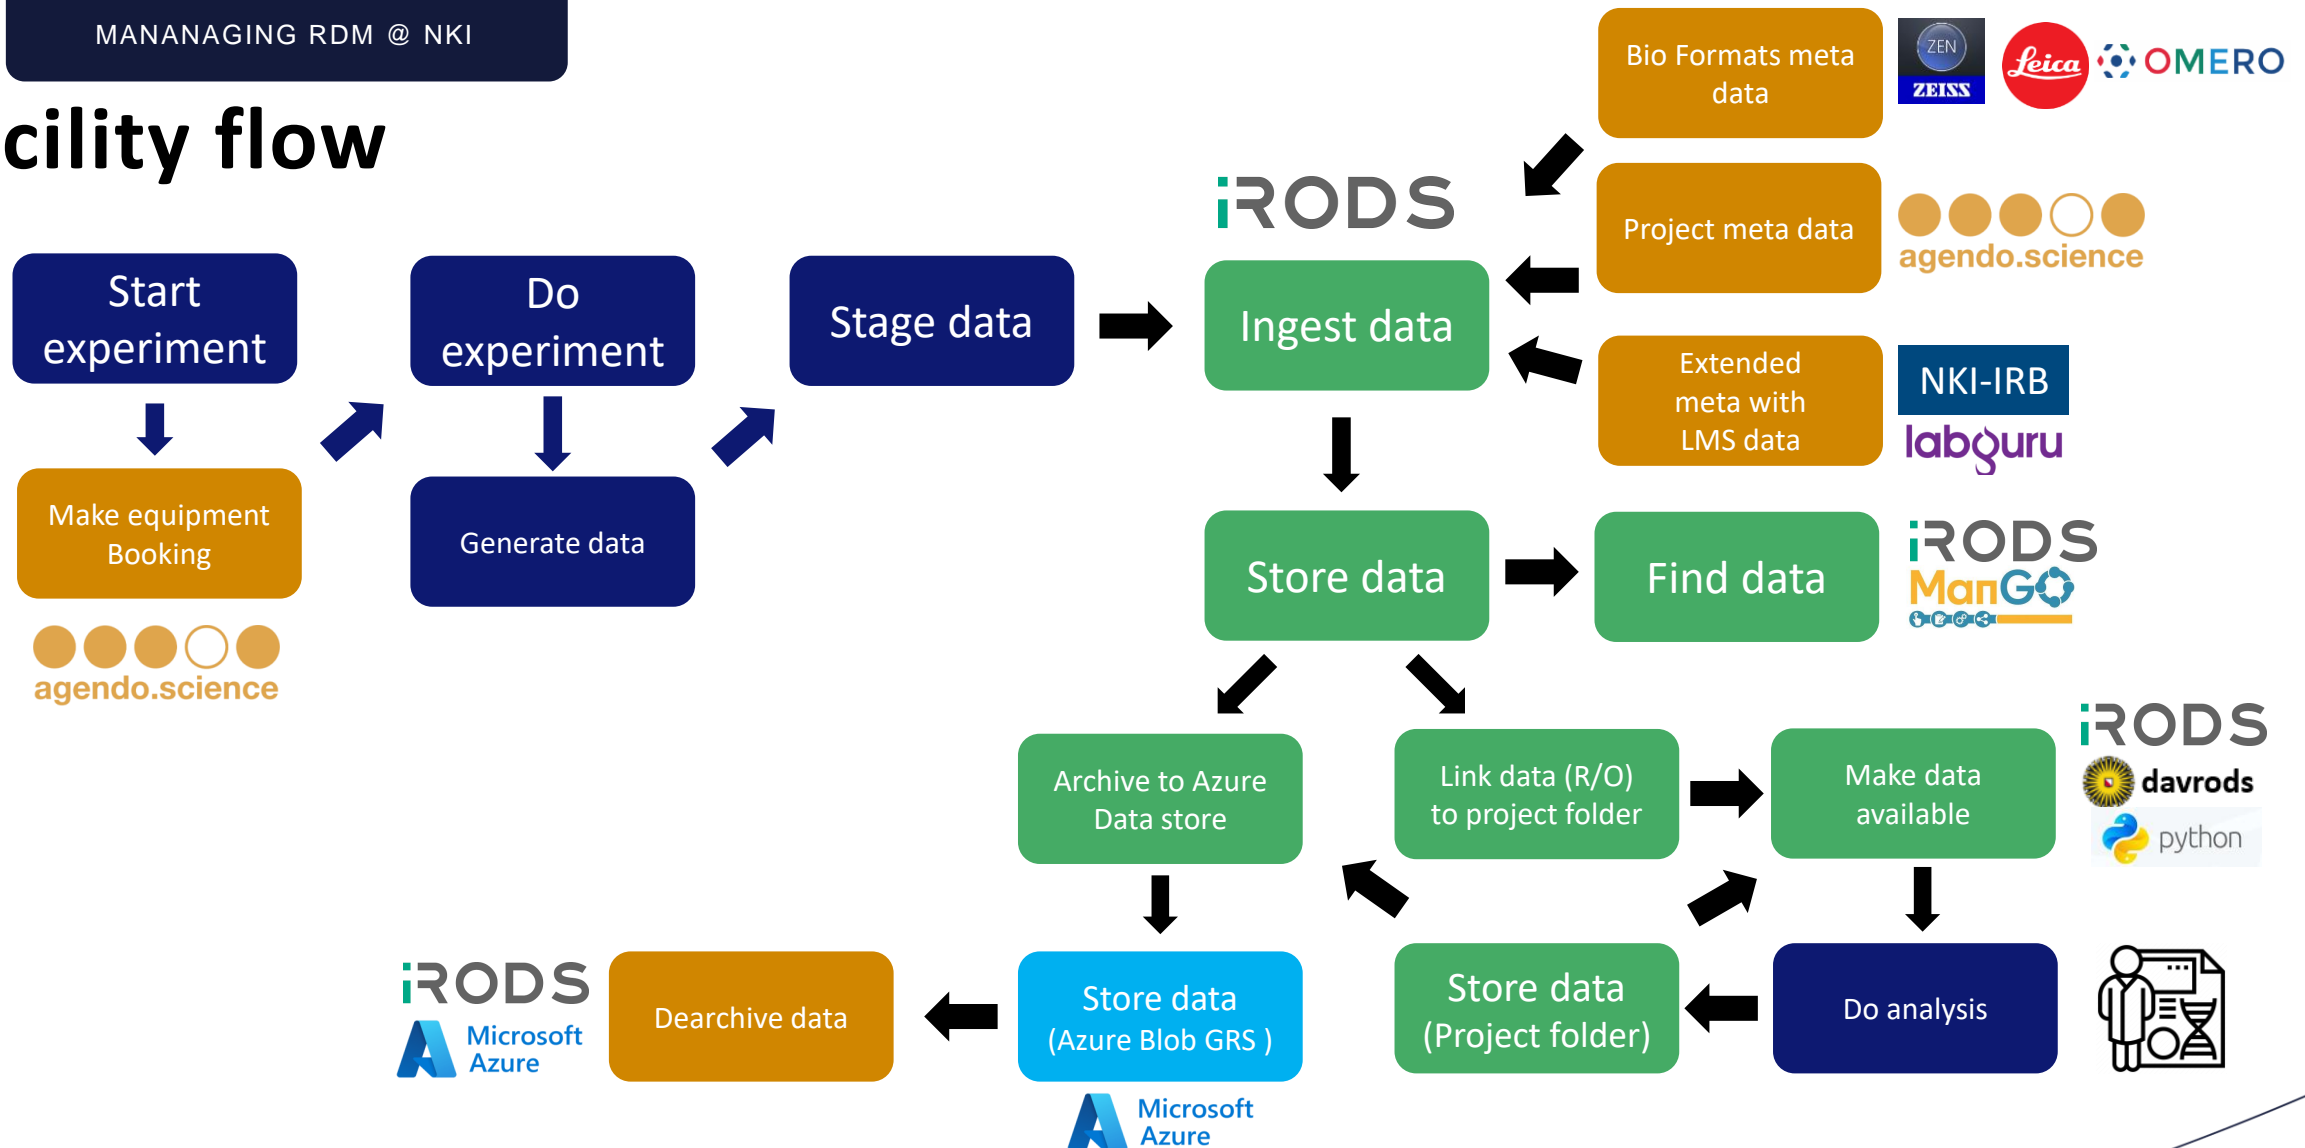 MANANAGING RDM @ NKI
cility flow
Bio Formats meta
data
ZEN
ZEISS
Leica
OMERO
iRODS
Project meta data
agendo.science
Start
experiment
Do
experiment
Stage data
Ingest data
Extended
meta with
LMS data
NKI-IRB
labguru
Make equipment
Booking
agendo.science
Generate data
Store data
Find data
iRODS
ManGO
Archive to Azure
Data store
Link data (R/O)
to project folder
Make data
available
iRODS
davrods
python
iRODS
Microsoft
Azure
Dearchive data
Store data
(Azure Blob GRS )
Microsoft
Azure
Store data
(Project folder)
Do analysis